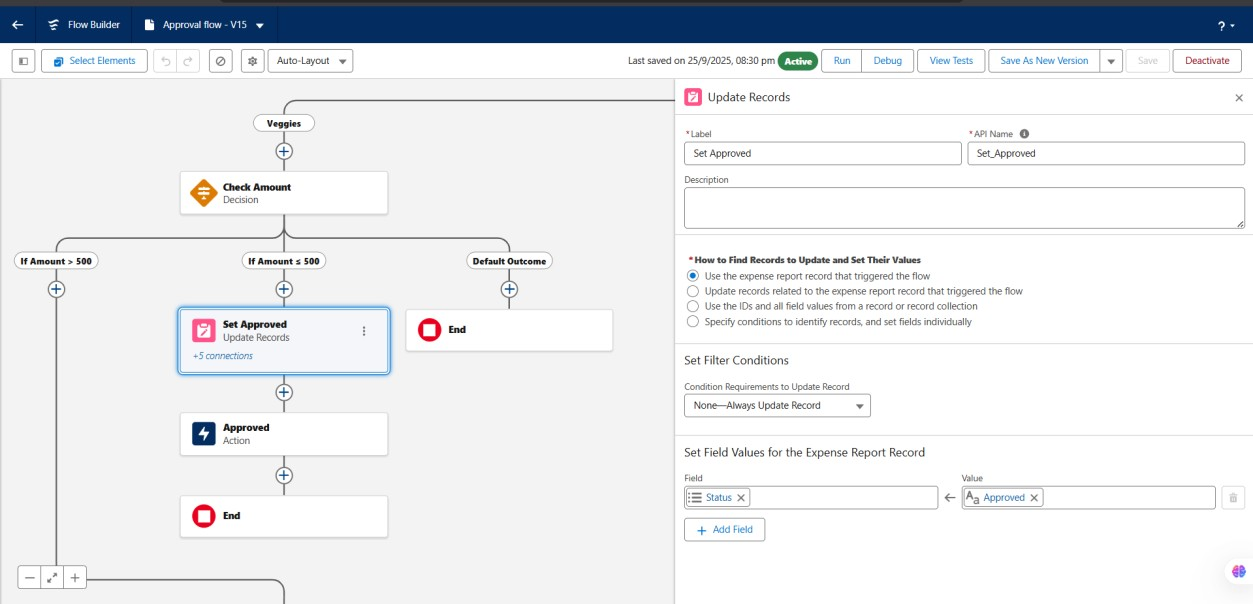 Flow Builder
Approval flow - V15
?
Select Elements
Auto-Layout
Last saved on 25/9/2025, 08:30 pm
Active
Run
Debug
View Tests
Save As New Version
Save
Deactivate
Veggies
Check Amount
Decision
If Amount > 500
If Amount ≤ 500
Default Outcome
Set Approved
Update Records
+5 connections
End
Approved
Action
End
Update Records
*Label
Set Approved
*API Name
Set_Approved
Description
*How to Find Records to Update and Set Their Values
Use the expense report record that triggered the flow
Update records related to the expense report record that triggered the flow
Use the IDs and all field values from a record or record collection
Specify conditions to identify records, and set fields individually
Set Filter Conditions
Condition Requirements to Update Record
None—Always Update Record
Set Field Values for the Expense Report Record
Field
Status
Value
Aa Approved
+ Add Field